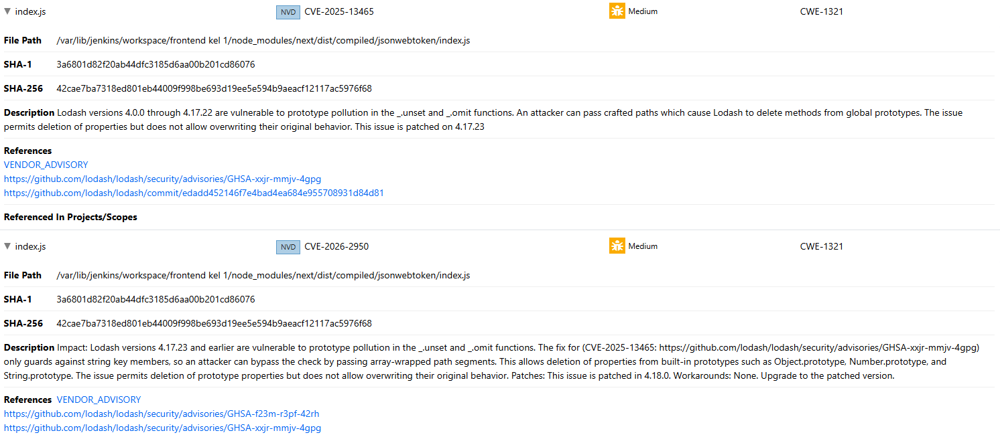 ▼ index.js NVD CVE-2025-13465 Medium CWE-1321
File Path /var/lib/jenkins/workspace/frontend kel 1/node_modules/next/dist/compiled/jsonwebtoken/index.js
SHA-1 3a6801d82f20ab44dfc3185d6aa00b201cd86076
SHA-256 42cae7ba7318ed801eb44009f998be693d19ee5e594b9aeacf12117ac5976f68
Description Lodash versions 4.0.0 through 4.17.22 are vulnerable to prototype pollution in the _.unset and _.omit functions. An attacker can pass crafted paths which cause Lodash to delete methods from global prototypes. The issue
permits deletion of properties but does not allow overwriting their original behavior. This issue is patched on 4.17.23
References
VENDOR_ADVISORY
https://github.com/lodash/lodash/security/advisories/GHSA-xxjr-mmjv-4gpg
https://github.com/lodash/lodash/commit/edadd452146f7e4bad4ea684e955708931d84d81
Referenced In Projects/Scopes
▼ index.js NVD CVE-2026-2950 Medium CWE-1321
File Path /var/lib/jenkins/workspace/frontend kel 1/node_modules/next/dist/compiled/jsonwebtoken/index.js
SHA-1 3a6801d82f20ab44dfc3185d6aa00b201cd86076
SHA-256 42cae7ba7318ed801eb44009f998be693d19ee5e594b9aeacf12117ac5976f68
Description Impact: Lodash versions 4.17.23 and earlier are vulnerable to prototype pollution in the _.unset and _.omit functions. The fix for (CVE-2025-13465: https://github.com/lodash/lodash/security/advisories/GHSA-xxjr-mmjv-4gpg)
only guards against string key members, so an attacker can bypass the check by passing array-wrapped path segments. This allows deletion of properties from built-in prototypes such as Object.prototype, Number.prototype, and
String.prototype. The issue permits deletion of prototype properties but does not allow overwriting their original behavior. Patches: This issue is patched in 4.18.0. Workarounds: None. Upgrade to the patched version.
References VENDOR_ADVISORY
https://github.com/lodash/lodash/security/advisories/GHSA-f23m-r3pf-42rh
https://github.com/lodash/lodash/security/advisories/GHSA-xxjr-mmjv-4gpg